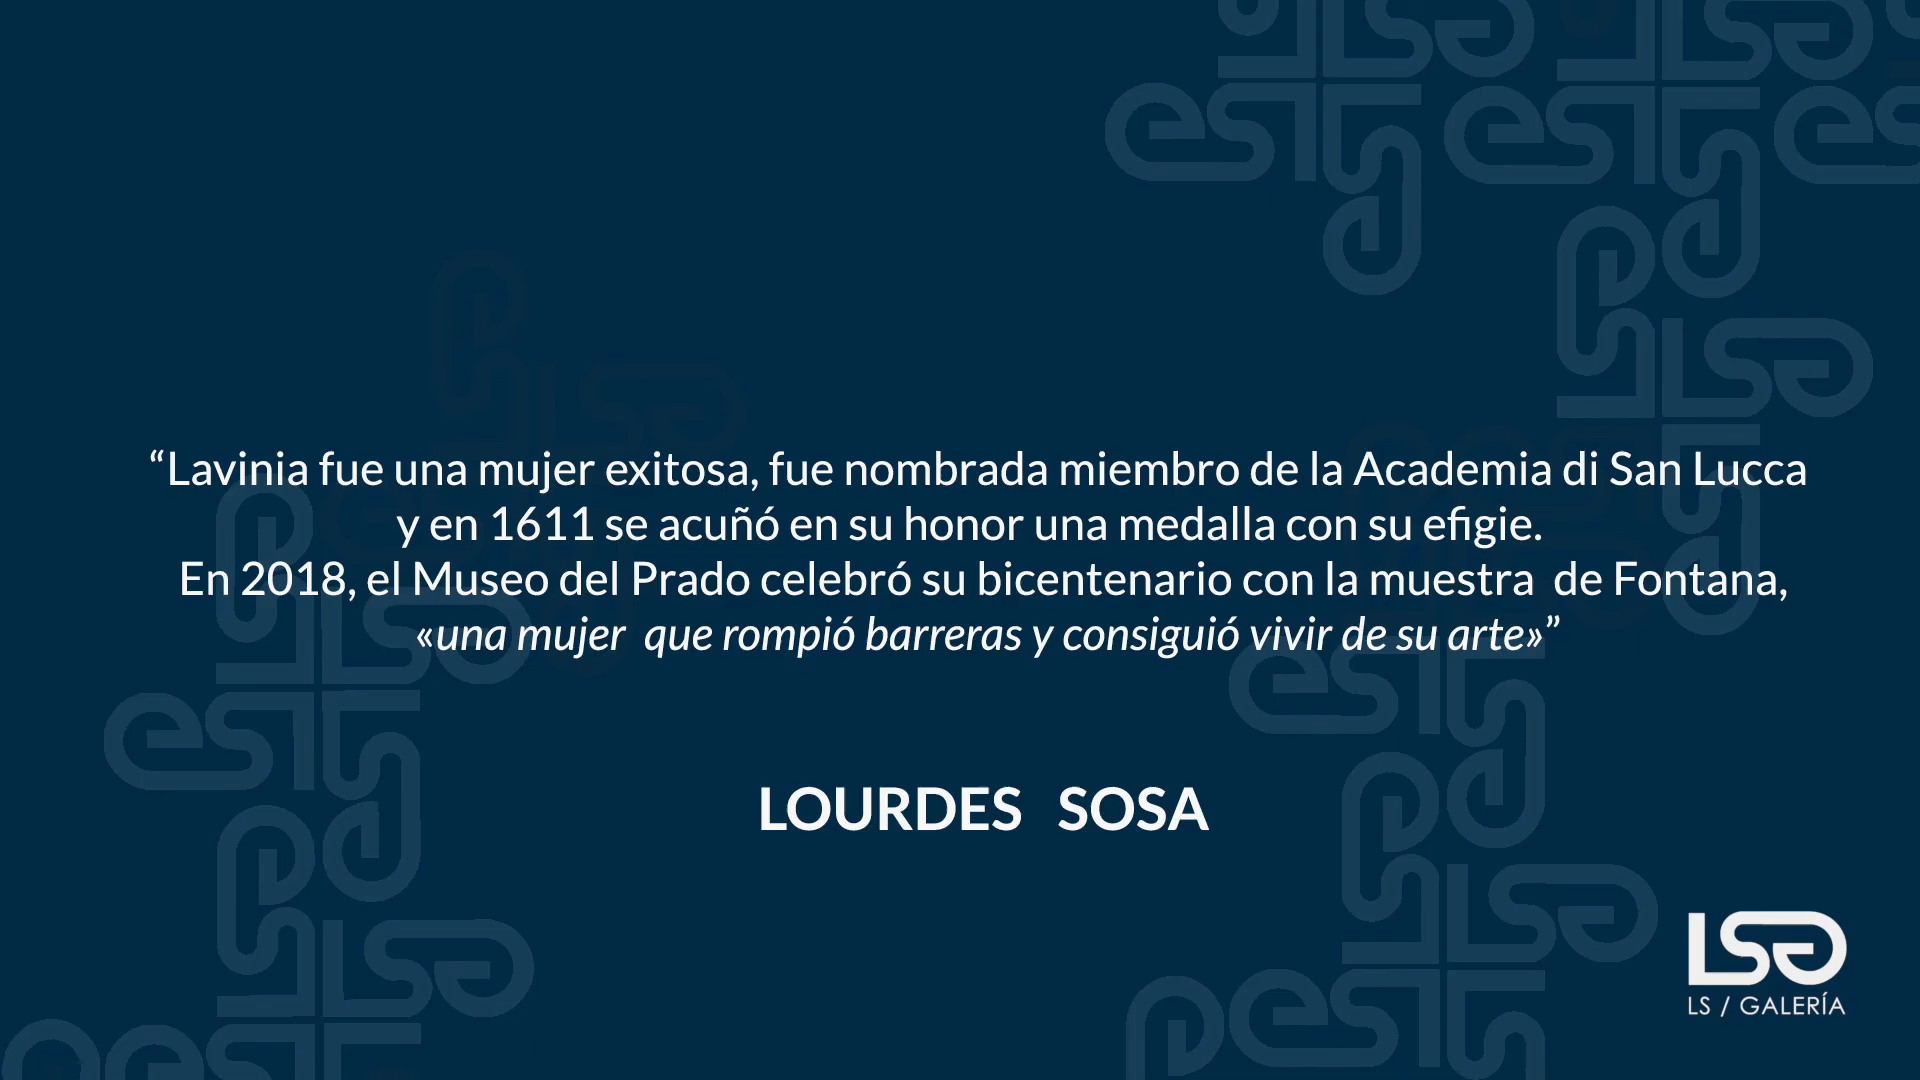 “Lavinia fue una mujer exitosa, fue nombrada miembro de la Academia di San Lucca
y en 1611 se acuñó en su honor una medalla con su efigie.
En 2018, el Museo del Prado celebró su bicentenario con la muestra de Fontana,
«una mujer que rompió barreras y consiguió vivir de su arte»”
LOURDES SOSA
LSG
LS / GALERÍA